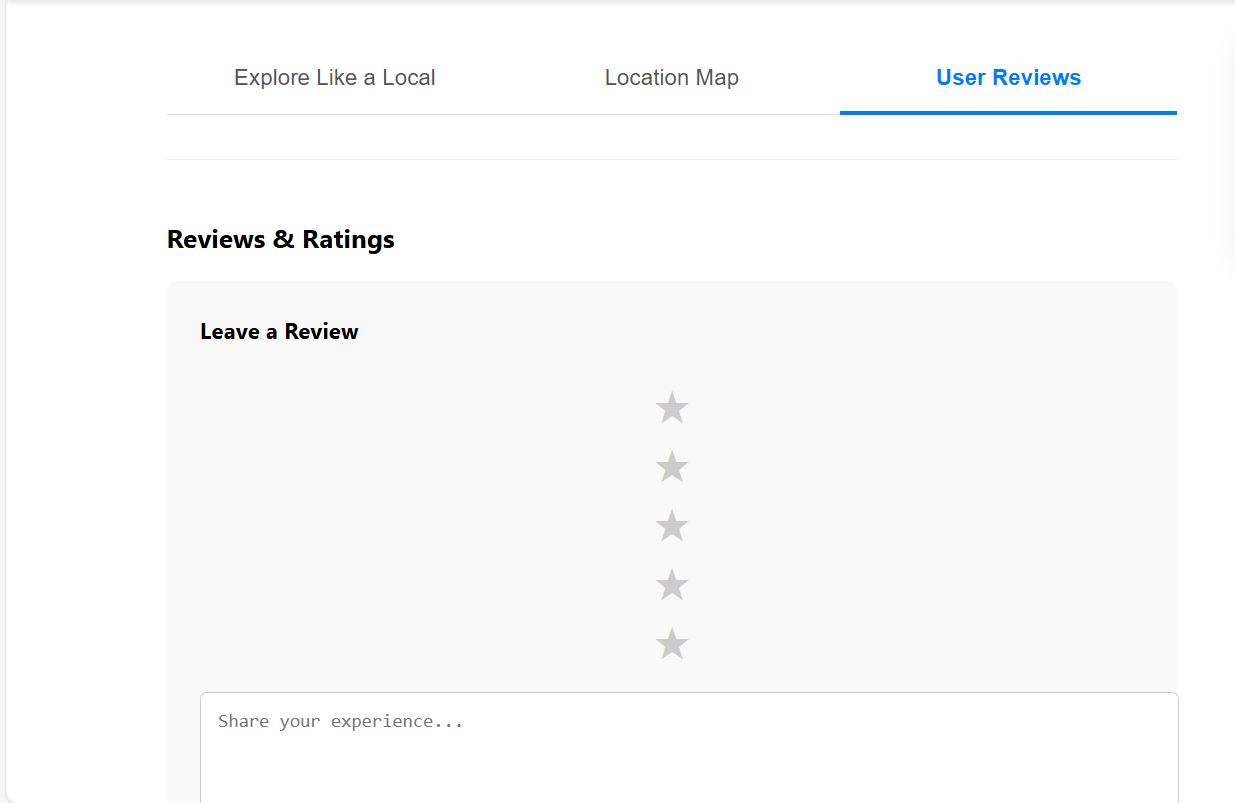 Explore Like a Local Location Map User Reviews
Reviews & Ratings
Leave a Review
Share your experience...